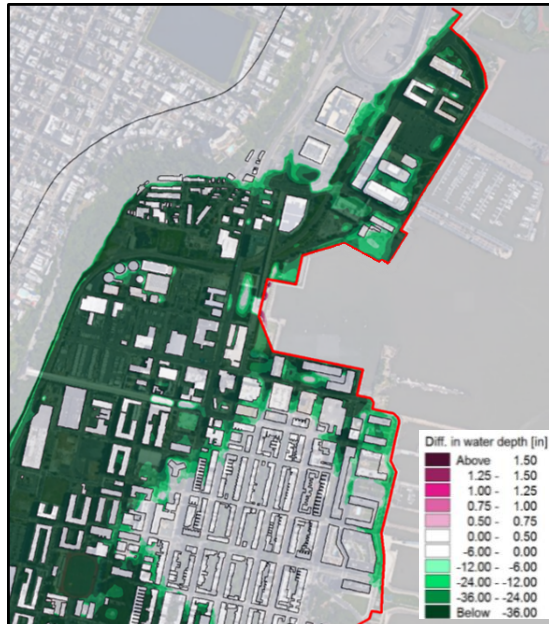 Diff. in water depth [in]
Above 1.50
1.25 - 1.50
1.00 - 1.25
0.75 - 1.00
0.50 - 0.75
0.00 - 0.50
-6.00 - 0.00
-12.00 - -6.00
-24.00 - -12.00
-36.00 - -24.00
Below -36.00